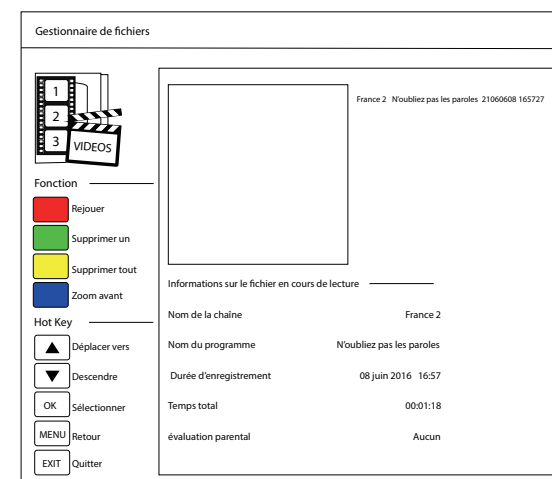 Gestionnaire de fichiers
1
2
3
VIDEOS
Fonction
Rejouer
Supprimer un
Supprimer tout
Zoom avant
Hot Key
Déplacer vers
Descendre
OK Sélectionner
MENU Retour
EXIT Quitter
France 2 N'oubliez pas les paroles 21060608 165727
Informations sur le fichier en cours de lecture
Nom de la chaîne France 2
Nom du programme N'oubliez pas les paroles
Durée d'enregistrement 08 juin 2016 16:57
Temps total 00:01:18
évaluation parental Aucun